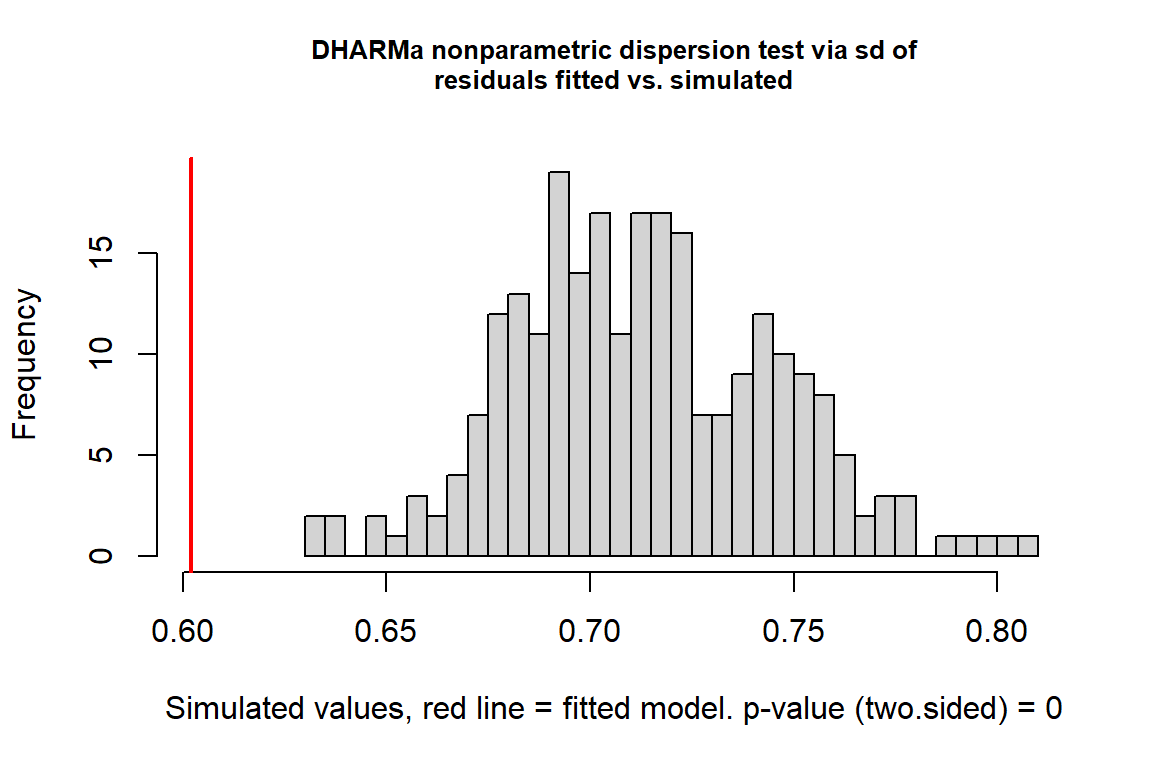 DHARMa nonparametric dispersion test via sd of
residuals fitted vs. simulated
Frequency
15
10
5
0
0.60 0.65 0.70 0.75 0.80
Simulated values, red line = fitted model. p-value (two.sided) = 0